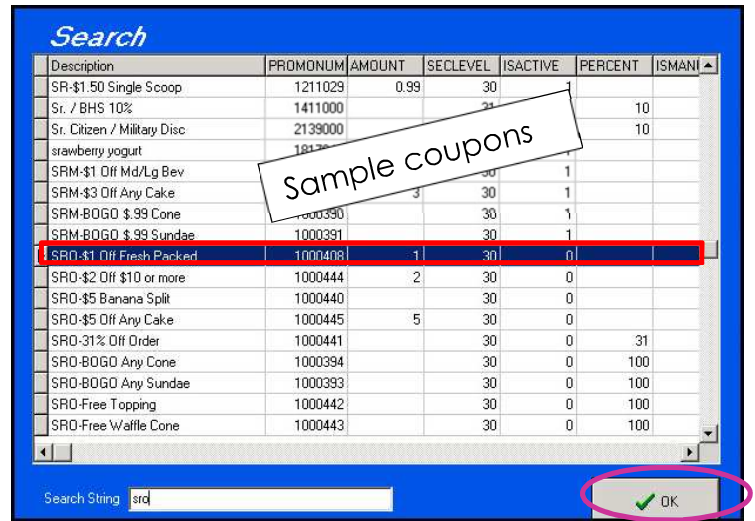 Search
Description PROMONUM AMOUNT SECLEVEL ISACTIVE PERCENT
SR-$1.50 Single Scoop 1211029 0.99 30
Sr. / BHS 10% 1411000 10
Sr. Citizen / Military Disc 2139000 10
srawberry yogurt
SRM-$1 Off Md/Lg Bev 1
SRM-$3 Off Any Cake 3 30 1
SRM-BOGO $.99 Cone 1000390 30 1
SRM-BOGO $.99 Sundae 1000391 30 1
SRO-$1 Off Fresh Packed 1000408 1 30 0
SRO-$2 Off $10 or more 1000444 2 30 0
SRO-$5 Banana Split 1000440 30 0
SRO-$5 Off Any Cake 1000445 5 30 0
SRO-31% Off Order 1000441 30 0 31
SRO-BOGO Any Cone 1000394 30 0 100
SRO-BOGO Any Sundae 1000393 30 0 100
SRO-Free Topping 1000442 30 0 100
SRO-Free Waffle Cone 1000443 30 0 100
Sample coupons
Search String sro
OK